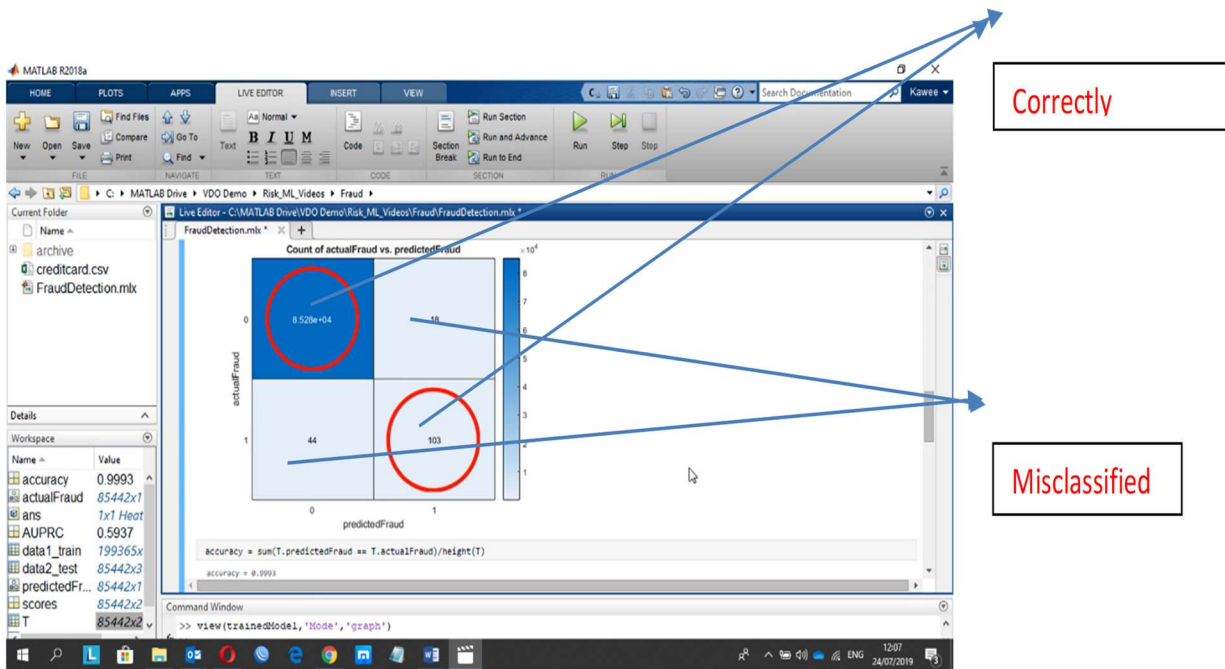 MATLAB R2018a
HOME PLOTS APPS LIVE EDITOR INSERT VIEW Search Documentation Kawee
New Open Save Find Files Compare Print
Go To Find
Text Normal B I U M
Code
Section Break Run Section Run and Advance Run to End
Run Step Stop
FILE NAVIGATE TEXT CODE SECTION
C: MATLAB Drive VDO Demo Risk_ML_Videos Fraud
Current Folder
Name
archive
creditcard.csv
FraudDetection.mlx
Details
Workspace
Name Value
accuracy 0.9993
actualFraud 85442x1
ans 1x1 Heat
AUPRC 0.5937
data1_train 199365x
data2_test 85442x3
predictedFr... 85442x1
scores 85442x2
T 85442x2
Live Editor - C:\MATLAB Drive\VDO Demo\Risk_ML_Videos\Fraud\FraudDetection.mlx *
FraudDetection.mlx *
Count of actualFraud vs. predictedFraud
×10⁴
8
7
6
5
4
3
2
1
0 8.528e+04 18
actualFraud
1 44 103
0 1
predictedFraud
accuracy = sum(T.predictedFraud == T.actualFraud)/height(T)
accuracy = 0.9993
Command Window
>> view(trainedModel,'Mode','graph')
ENG 12:07
24/07/2019
Correctly
Misclassified